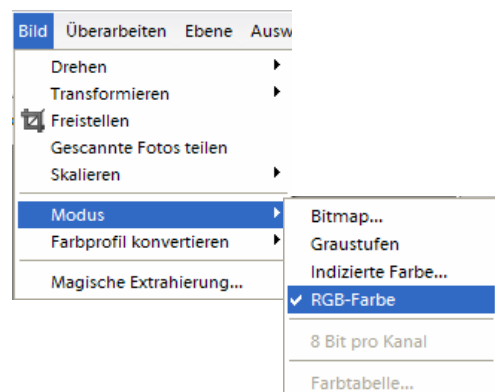 Bild Überarbeiten Ebene Ausw
Drehen
Transformieren
Freistellen
Gescannte Fotos teilen
Skalieren
Modus
Farbprofil konvertieren
Magische Extrahierung...
Bitmap...
Graustufen
Indizierte Farbe...
RGB-Farbe
8 Bit pro Kanal
Farbtabelle...